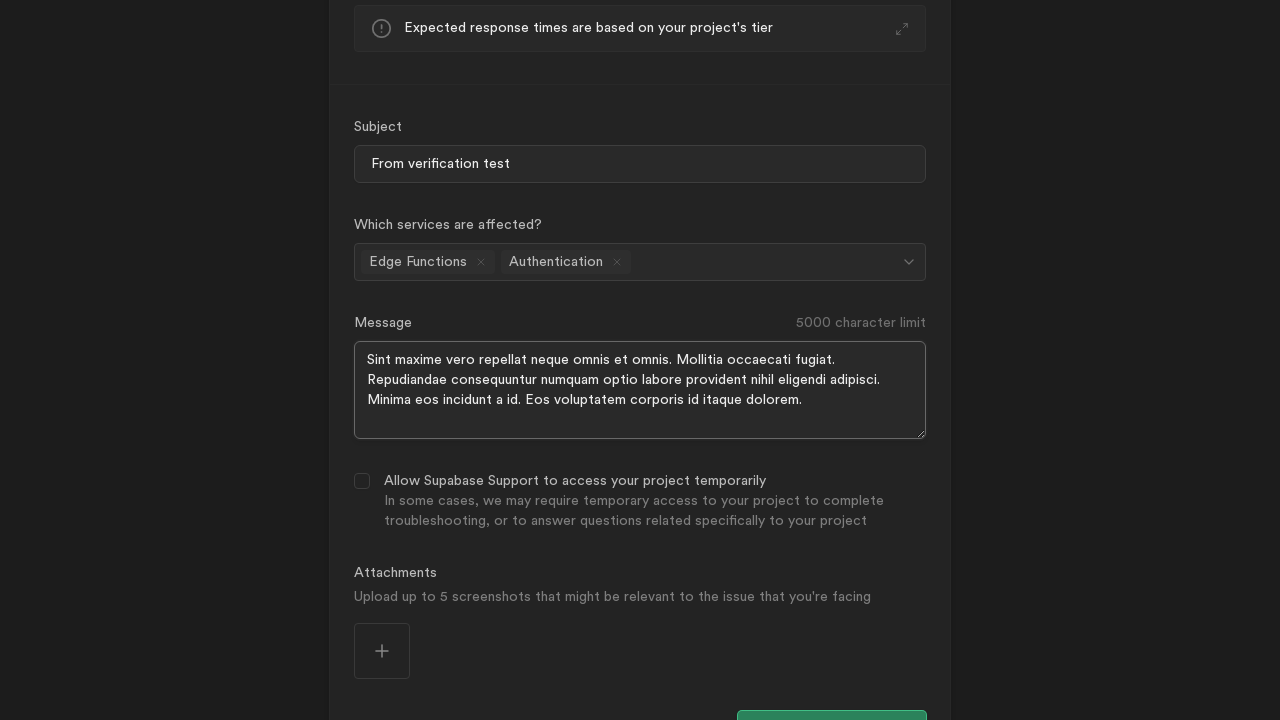 Expected response times are based on your project's tier
Subject
From verification test
Which services are affected?
Edge Functions Authentication
Message 5000 character limit
Sint maxime vero repellat neque omnis et omnis. Mollitia occaecati fugiat.
Repudiandae consequuntur numquam optio labore provident nihil eligendi adipisci.
Minima eos incidunt a id. Eos voluptatem corporis id itaque dolorem.
Allow Supabase Support to access your project temporarily
In some cases, we may require temporary access to your project to complete
troubleshooting, or to answer questions related specifically to your project
Attachments
Upload up to 5 screenshots that might be relevant to the issue that you're facing